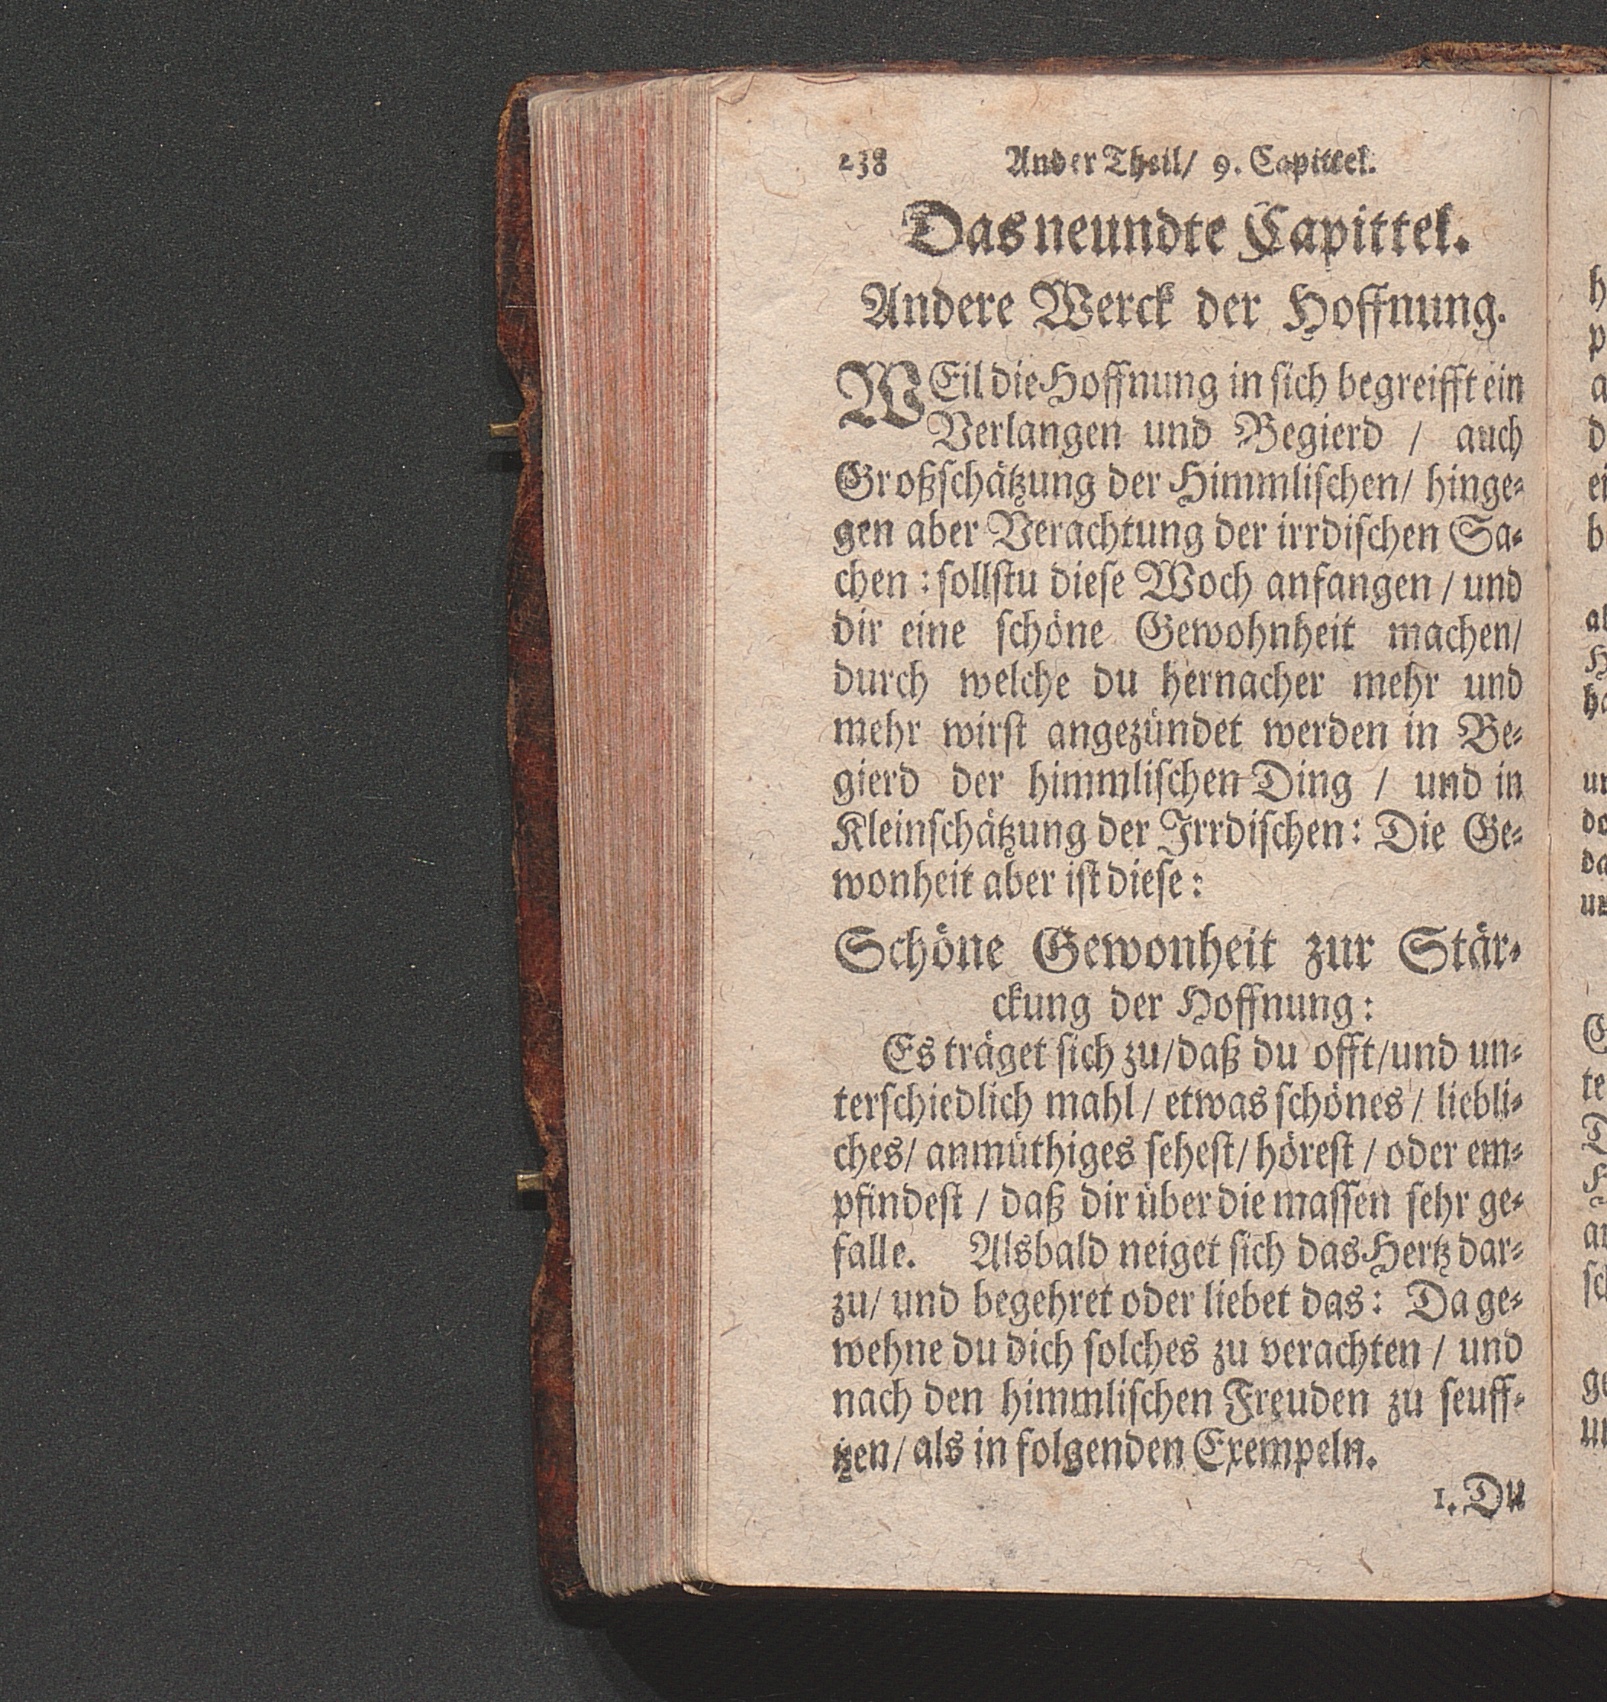 238 Ander Theil/ 9. Capittel.
Das neundte Capittel.
Andere Werck der Hoffnung.
WEil die Hoffnung in sich begreifft ein
Verlangen und Begierd / auch
Großschätzung der Himmlischen/ hinge-
gen aber Verachtung der irrdischen Sa-
chen : sollstu diese Woch anfangen / und
dir eine schöne Gewohnheit machen/
durch welche du hernacher mehr und
mehr wirst angezündet werden in Be-
gierd der himmlischen Ding / und in
Kleinschätzung der Irrdischen: Die Ge-
wonheit aber ist diese:
Schöne Gewonheit zur Stär-
ckung der Hoffnung:
Es träget sich zu/daß du offt/und un-
terschiedlich mahl / etwas schönes / liebli-
ches/ anmüthiges sehest/ hörest / oder em-
pfindest / daß dir über die massen sehr ge-
falle. Alsbald neiget sich das Hertz dar-
zu/ und begehret oder liebet das: Da ge-
wehne du dich solches zu verachten / und
nach den himmlischen Freuden zu seuff-
tzen/ als in folgenden Exempeln.
1. Du